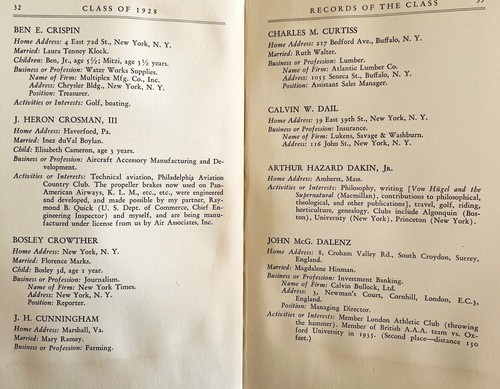 32 CLASS OF 1928
BEN E. CRISPIN
Home Address: 4 East 72d St., New York, N. Y.
Married: Laura Tenney Klock.
Children: Ben, Jr., age 5½; Mitzi, age 3½ years.
Business or Profession: Water Works Supplies.
Name of Firm: Multiplex Mfg. Co., Inc.
Address: Chrysler Bldg., New York, N. Y.
Position: Treasurer.
Activities or Interests: Golf, boating.
J. HERON CROSMAN, III
Home Address: Haverford, Pa.
Married: Inez duVal Boylan.
Child: Elisabeth Cameron, age 3 years.
Business or Profession: Aircraft Accessory Manufacturing and De-
velopment.
Activities or Interests: Technical aviation, Philadelphia Aviation
Country Club. The propeller brakes now used on Pan-
American Airways, K. L. M., etc., etc., were engineered
and developed, and made possible by my partner, Ray-
mond B. Quick (U. S. Dept. of Commerce, Chief En-
gineering Inspector) and myself, and are being manu-
factured under license from us by Air Associates, Inc.
BOSLEY CROWTHER
Home Address: New York, N. Y.
Married: Florence Marks.
Child: Bosley 3d, age 1 year.
Business or Profession: Journalism.
Name of Firm: New York Times.
Address: New York, N. Y.
Position: Reporter.
J. H. CUNNINGHAM
Home Address: Marshall, Va.
Married: Mary Ramey.
Business or Profession: Farming.
RECORDS OF THE CLASS
CHARLES M. CURTISS
Home Address: 217 Bedford Ave., Buffalo, N. Y.
Married: Ruth Walter.
Business or Profession: Lumber.
Name of Firm: Atlantic Lumber Co.
Address: 1055 Seneca St., Buffalo, N. Y.
Position: Assistant Sales Manager.
CALVIN W. DAIL
Home Address: 39 East 39th St., New York, N. Y.
Business or Profession: Insurance.
Name of Firm: Lukens, Savage & Washburn.
Address: 116 John St., New York, N. Y.
ARTHUR HAZARD DAKIN, JR.
Home Address: Amherst, Mass.
Activities or Interests: Philosophy, writing [Von Hügel and the
Supernatural (Macmillan), contributions to philosophical,
theological, and other publications], travel, golf, riding,
horticulture, genealogy. Clubs include Algonquin (Bos-
ton), University (New York), Princeton (New York).
JOHN McG. DALENZ
Home Address: 8, Croham Valley Rd., South Croydon, Surrey,
England.
Married: Magdalene Hinman.
Business or Profession: Investment Banking.
Name of Firm: Calvin Bullock, Ltd.
Address: 3, Newman's Court, Cornhill, London, E.C.3,
England.
Position: Managing Director.
Activities or Interests: Member London Athletic Club (throwing
the hammer). Member of British A.A.A. team vs. Ox-
ford University in 1935. (Second place—distance 150
feet.)